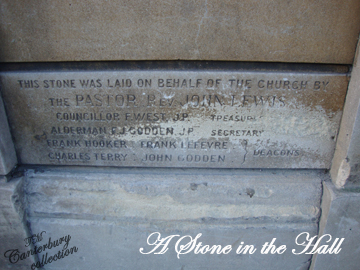 THIS STONE WAS LAID ON BEHALF OF THE CHURCH BY
THE PASTOR REV. JOHN LEWIS
COUNCILLOR F. WEST. J.P. TREASURER
ALDERMAN R.J. GODDEN. J.P. SECRETARY
FRANK HOOKER FRANK LEFEVRE
CHARLES TERRY JOHN GODDEN DEACONS
Canterbury
collection
A Stone in the Hall